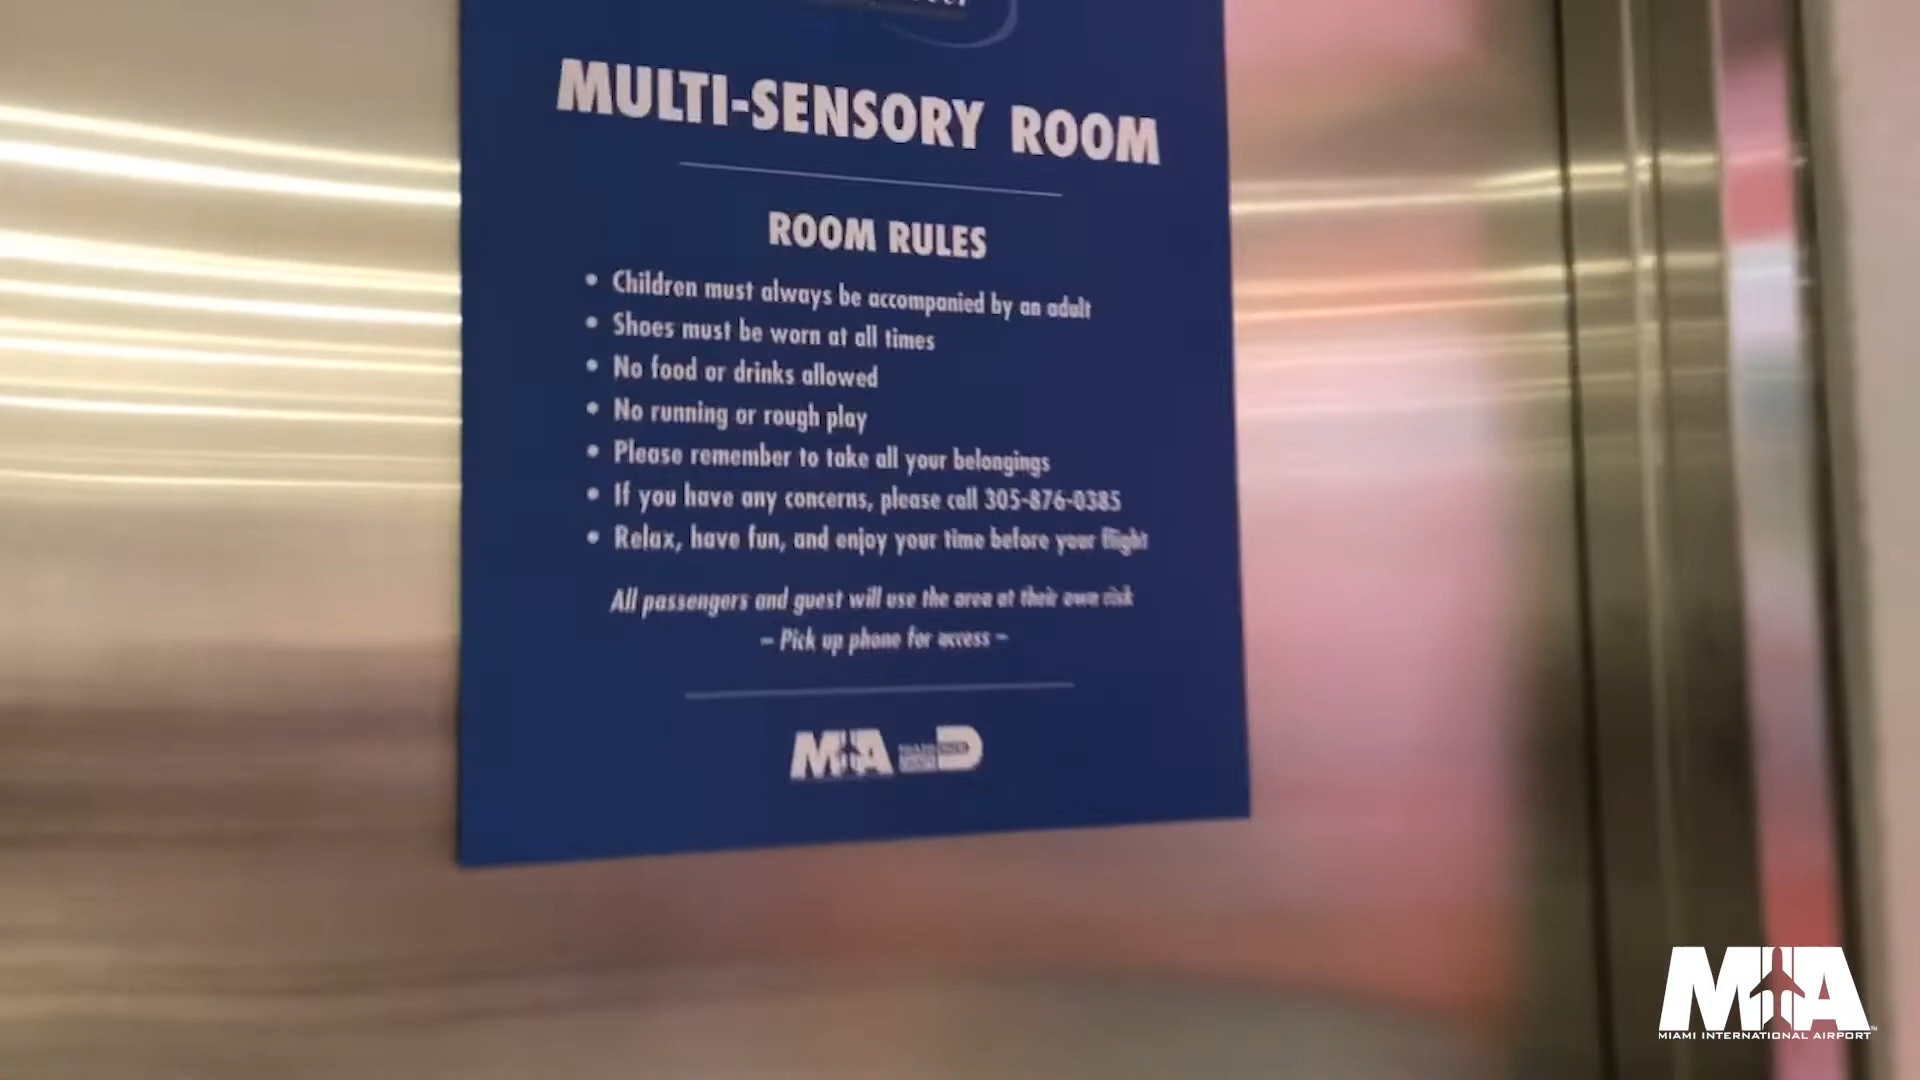 MULTI-SENSORY ROOM
ROOM RULES
• Children must always be accompanied by an adult
• Shoes must be worn at all times
• No food or drinks allowed
• No running or rough play
• Please remember to take all your belongings
• If you have any concerns, please call 305-876-0385
• Relax, have fun, and enjoy your time before your flight
All passengers and guest will use the area at their own risk
– Pick up phone for access –
MIA
MIA
MIAMI INTERNATIONAL AIRPORT